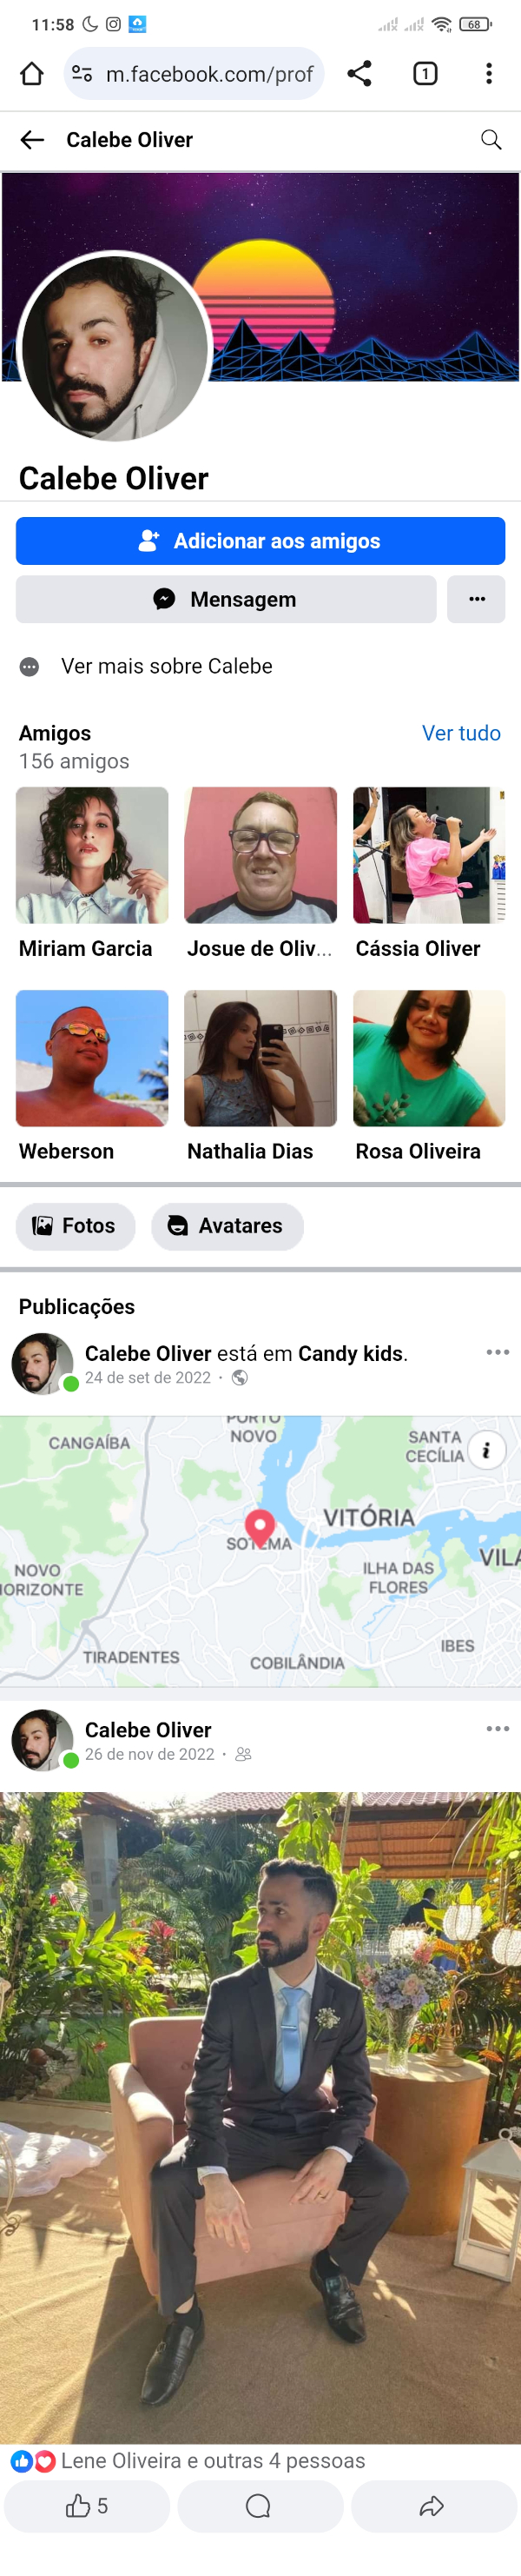 11:58
68
m.facebook.com/prof
1
Calebe Oliver
Calebe Oliver
Adicionar aos amigos
Mensagem
Ver mais sobre Calebe
Amigos
Ver tudo
156 amigos
Miriam Garcia
Josue de Oliv...
Cássia Oliver
Weberson
Nathalia Dias
Rosa Oliveira
Fotos
Avatares
Publicações
Calebe Oliver está em Candy kids.
24 de set de 2022 ·
PORTO
NOVO
CANGAÍBA
SANTA
CECÍLIA
i
VITÓRIA
SOTEMA
VILA
ILHA DAS
FLORES
NOVO
HORIZONTE
TIRADENTES
COBILÂNDIA
IBES
Calebe Oliver
26 de nov de 2022 ·
Lene Oliveira e outras 4 pessoas
5